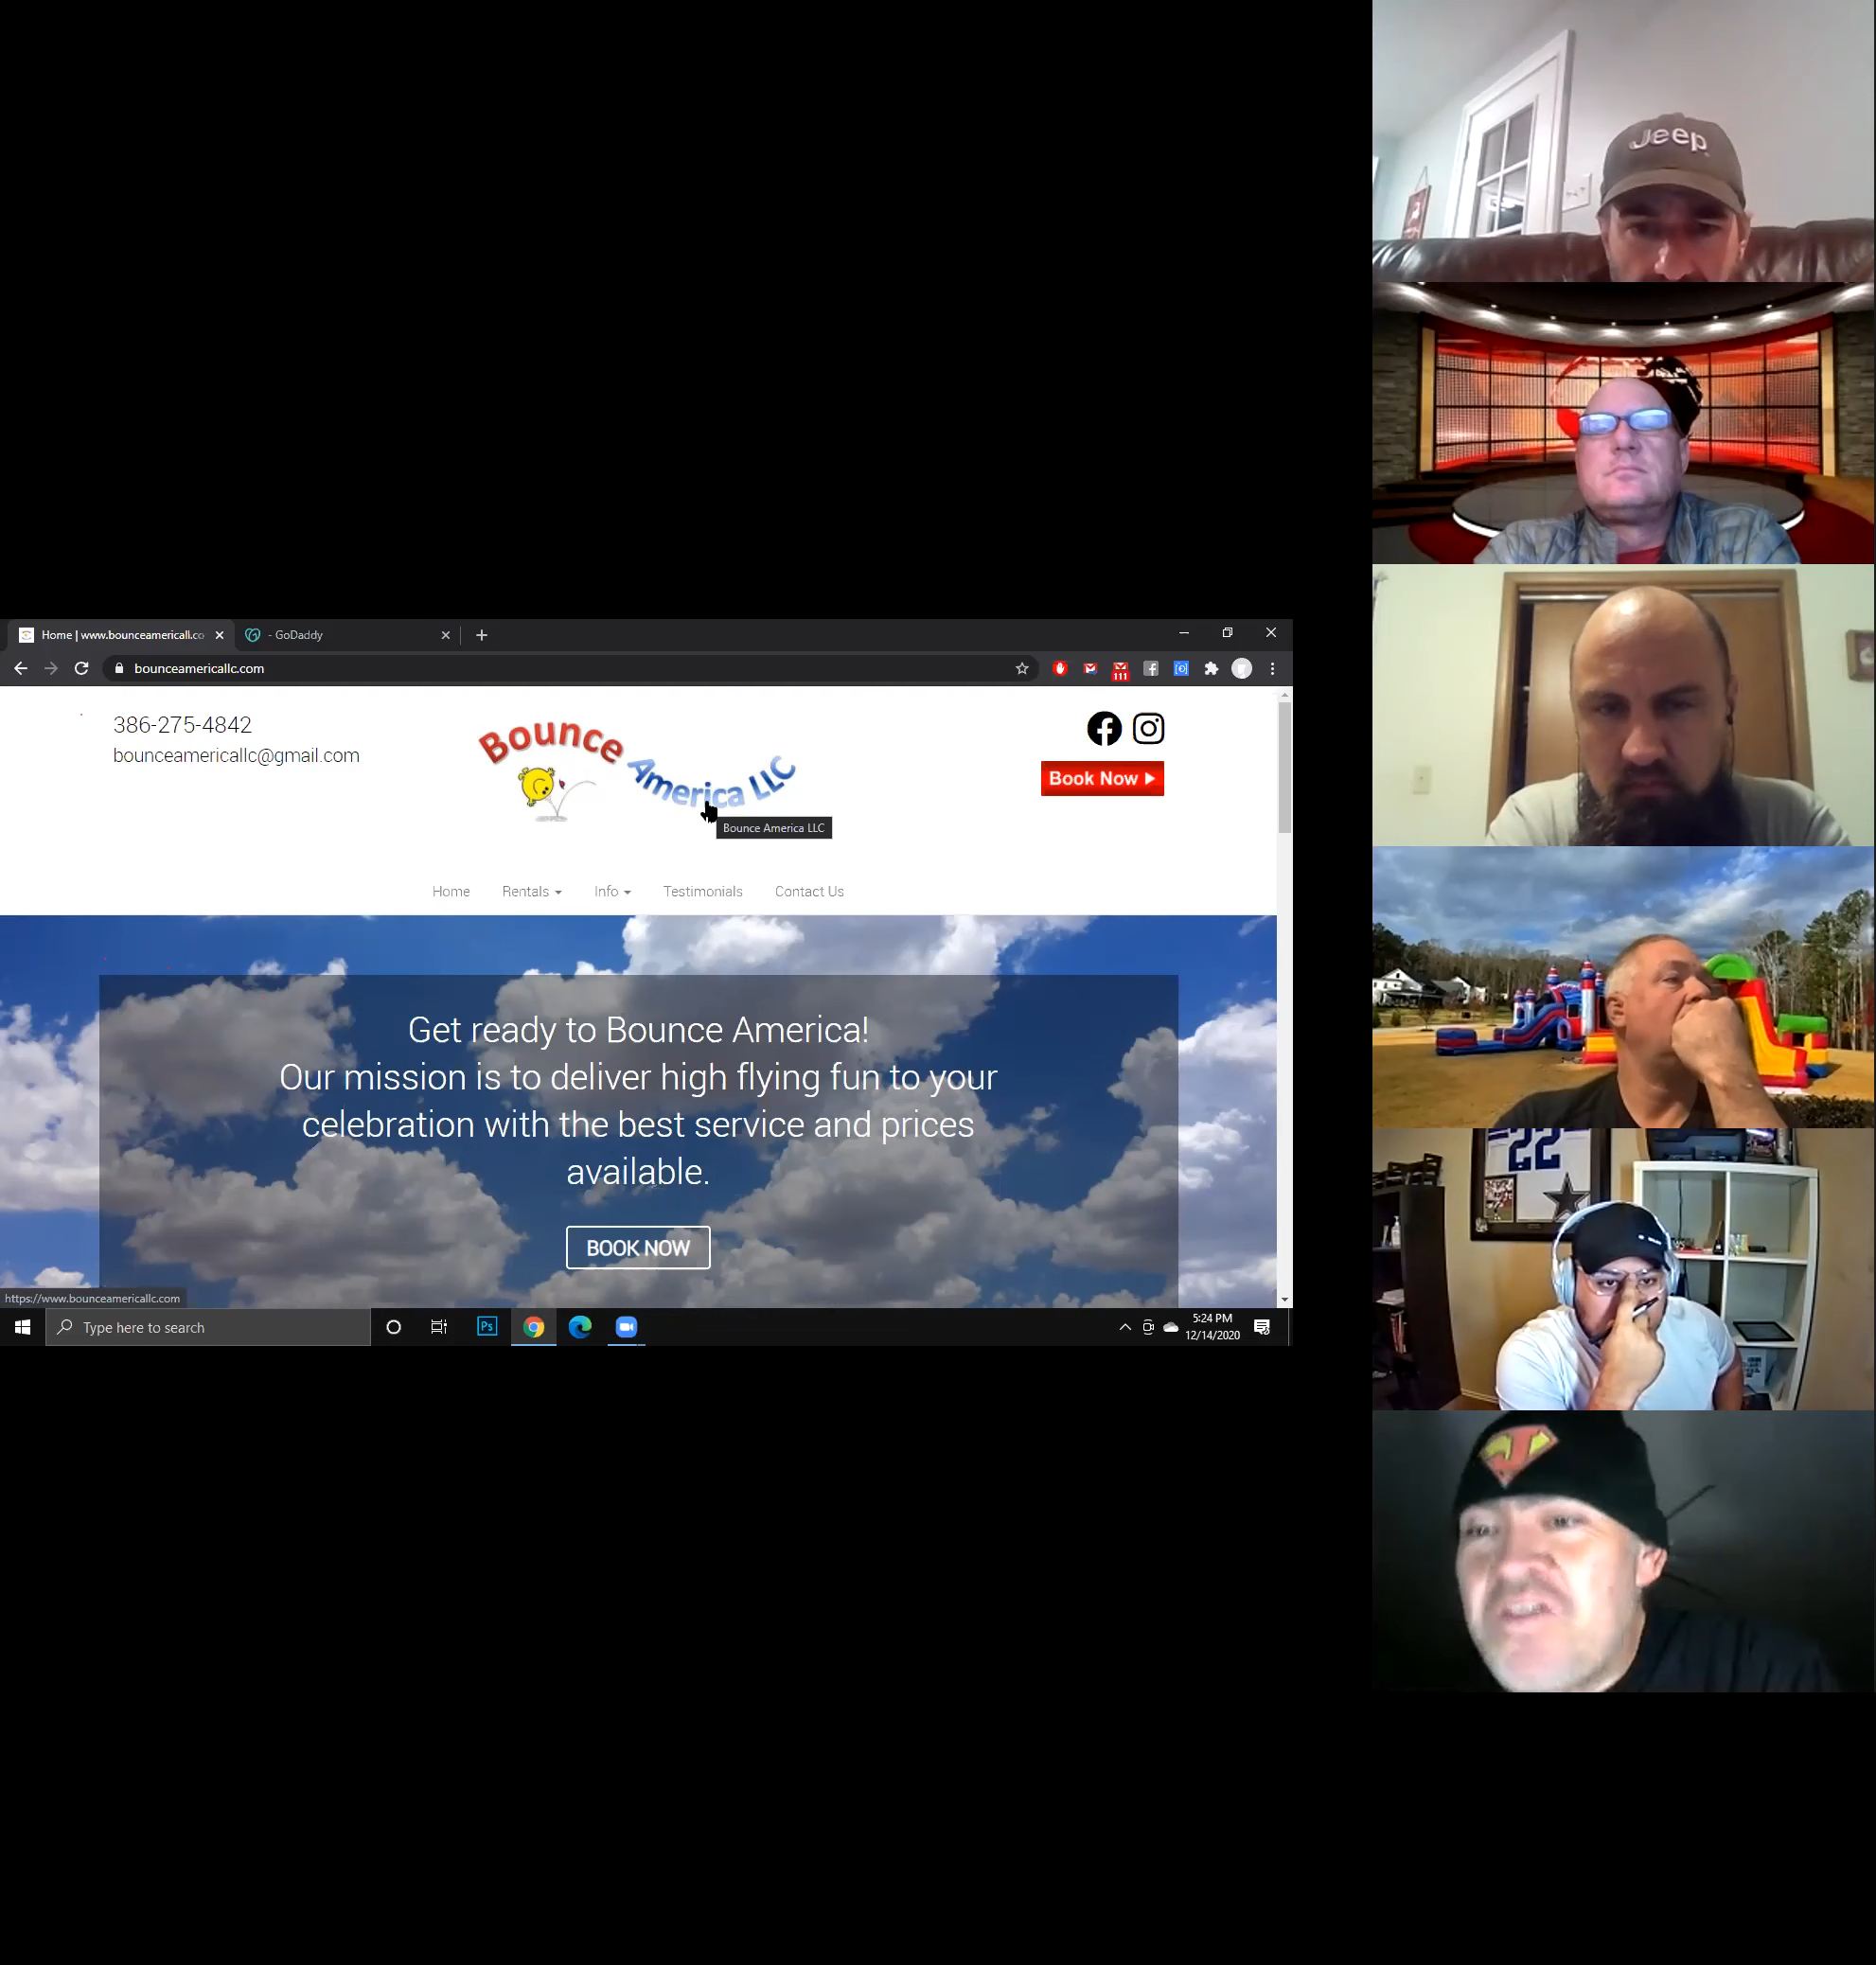 Home | www.bounceamericall.co
- GoDaddy
bounceamericallc.com
111
386-275-4842
bounceamericallc@gmail.com
Bounce
America LLC
Book Now
Bounce America LLC
Home Rentals Info Testimonials Contact Us
Get ready to Bounce America!
Our mission is to deliver high flying fun to your
celebration with the best service and prices
available.
BOOK NOW
https://www.bounceamericallc.com
Type here to search
Ps
5:24 PM
12/14/2020
Jeep
22